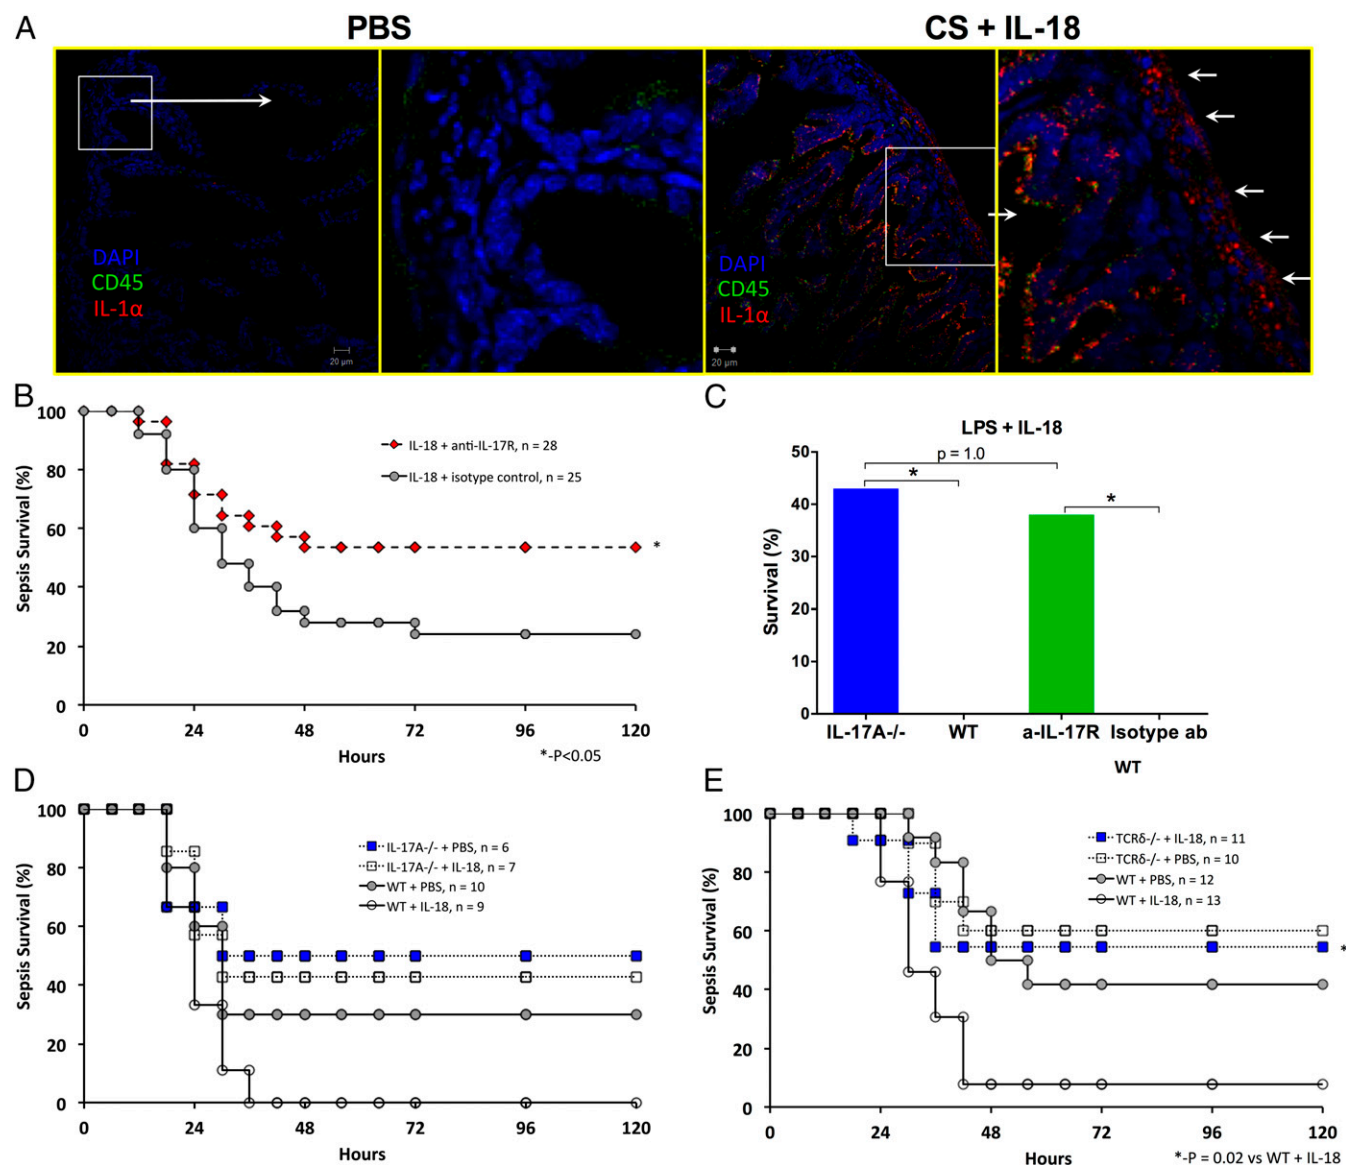 A
PBS
CS + IL-18
DAPI
CD45
IL-1α
20 µm
DAPI
CD45
IL-1α
20 µm
B
100
80
60
40
20
0
Sepsis Survival (%)
IL-18 + anti-IL-17R, n = 28
IL-18 + isotype control, n = 25
*
0 24 48 72 96 120
Hours
*-P<0.05
C
LPS + IL-18
p = 1.0
*
*
50
40
30
20
10
0
Survival (%)
IL-17A-/- WT a-IL-17R Isotype ab
WT
D
100
80
60
40
20
0
Sepsis Survival (%)
IL-17A-/- + PBS, n = 6
IL-17A-/- + IL-18, n = 7
WT + PBS, n = 10
WT + IL-18, n = 9
0 24 48 72 96 120
Hours
E
100
80
60
40
20
0
Sepsis Survival (%)
TCRδ-/- + IL-18, n = 11
TCRδ-/- + PBS, n = 10
WT + PBS, n = 12
WT + IL-18, n = 13
*
0 24 48 72 96 120
Hours
*-P = 0.02 vs WT + IL-18